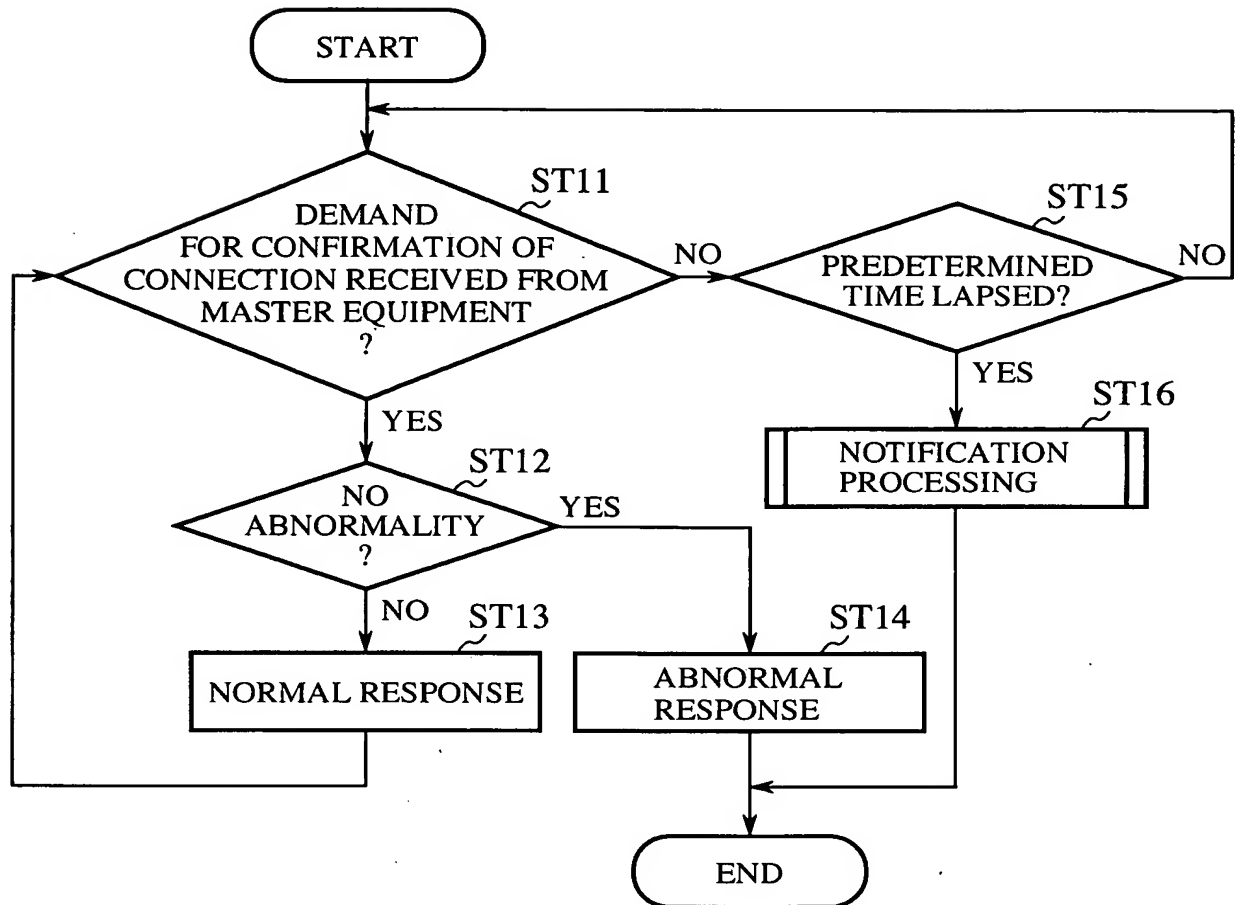 START
ST11
DEMAND
FOR CONFIRMATION OF
CONNECTION RECEIVED FROM
MASTER EQUIPMENT
?
NO
ST15
PREDETERMINED
TIME LAPSED?
NO
YES
YES
ST16
NOTIFICATION
PROCESSING
ST12
NO
ABNORMALITY
?
YES
NO
ST13
NORMAL RESPONSE
ST14
ABNORMAL
RESPONSE
END